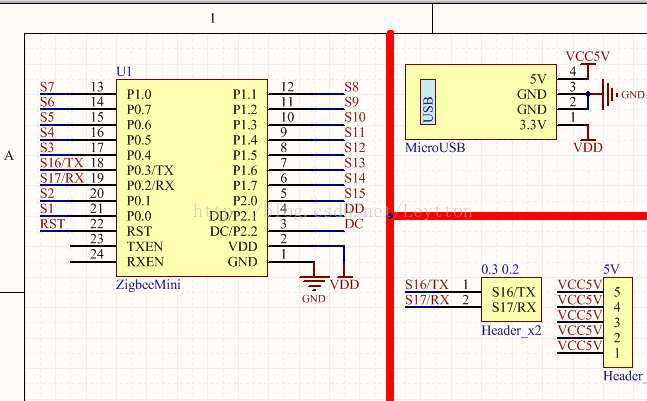 1
A
U1
S7 13 P1.0 P1.1 12 S8
S6 14 P0.7 P1.2 11 S9
S5 15 P0.6 P1.3 10 S10
S4 16 P0.5 P1.4 9 S11
S3 17 P0.4 P1.5 8 S12
S16/TX 18 P0.3/TX P1.6 7 S13
S17/RX 19 P0.2/RX P1.7 6 S14
S2 20 P0.1 P2.0 5 S15
S1 21 P0.0 DD/P2.1 4 DD
RST 22 RST DC/P2.2 3 DC
23 TXEN VDD 2
24 RXEN GND 1
ZigbeeMini
GND
VDD
VCC5V
USB
5V 4
GND 3
GND 2
3.3V 1
GND
MicroUSB
VDD
http://blog.csdn.net/Leytton
0.3 0.2
S16/TX 1 S16/TX
S17/RX 2 S17/RX
Header_x2
5V
VCC5V 5
VCC5V 4
VCC5V 3
VCC5V 2
VCC5V 1
Header_